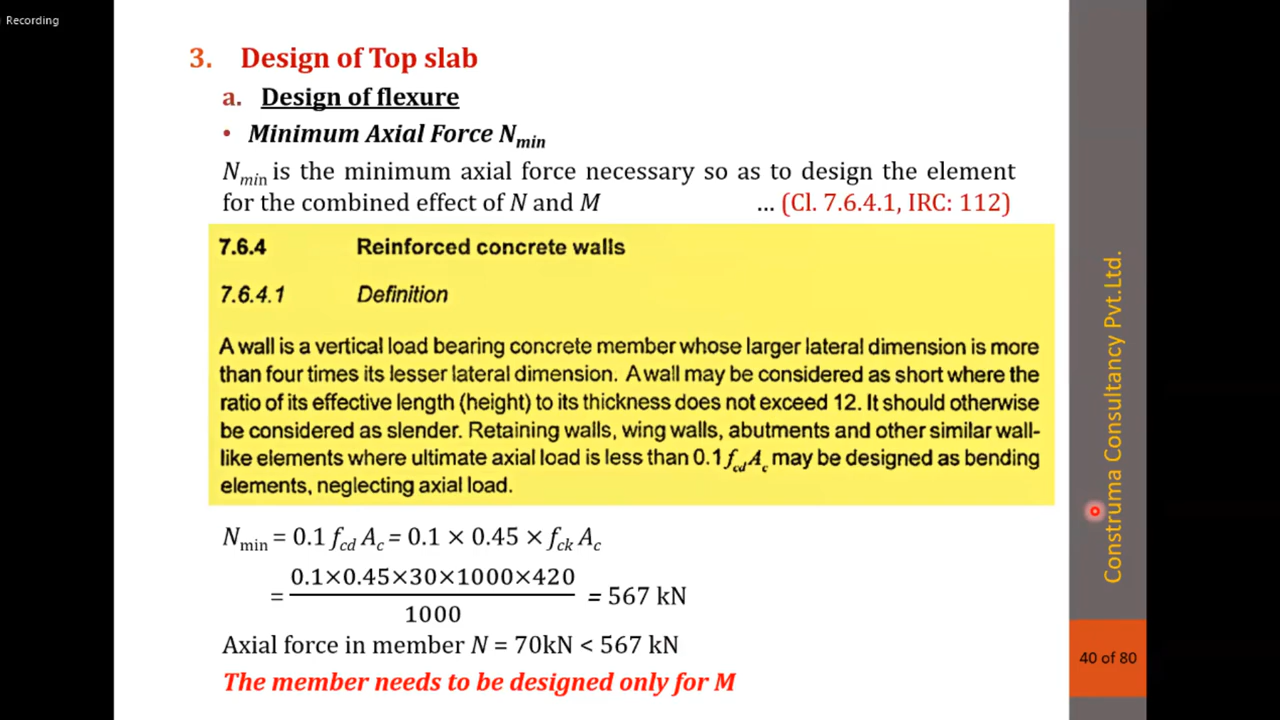 Recording
3. Design of Top slab
a. Design of flexure
• Minimum Axial Force Nmin
Nmin is the minimum axial force necessary so as to design the element
for the combined effect of N and M ... (Cl. 7.6.4.1, IRC: 112)
7.6.4 Reinforced concrete walls
7.6.4.1 Definition
A wall is a vertical load bearing concrete member whose larger lateral dimension is more
than four times its lesser lateral dimension. A wall may be considered as short where the
ratio of its effective length (height) to its thickness does not exceed 12. It should otherwise
be considered as slender. Retaining walls, wing walls, abutments and other similar wall-
like elements where ultimate axial load is less than 0.1 fcd Ac may be designed as bending
elements, neglecting axial load.
Nmin = 0.1 fcd Ac = 0.1 × 0.45 × fck Ac
= 0.1×0.45×30×1000×420 / 1000 = 567 kN
Axial force in member N = 70kN < 567 kN
The member needs to be designed only for M
Construma Consultancy Pvt.Ltd.
40 of 80